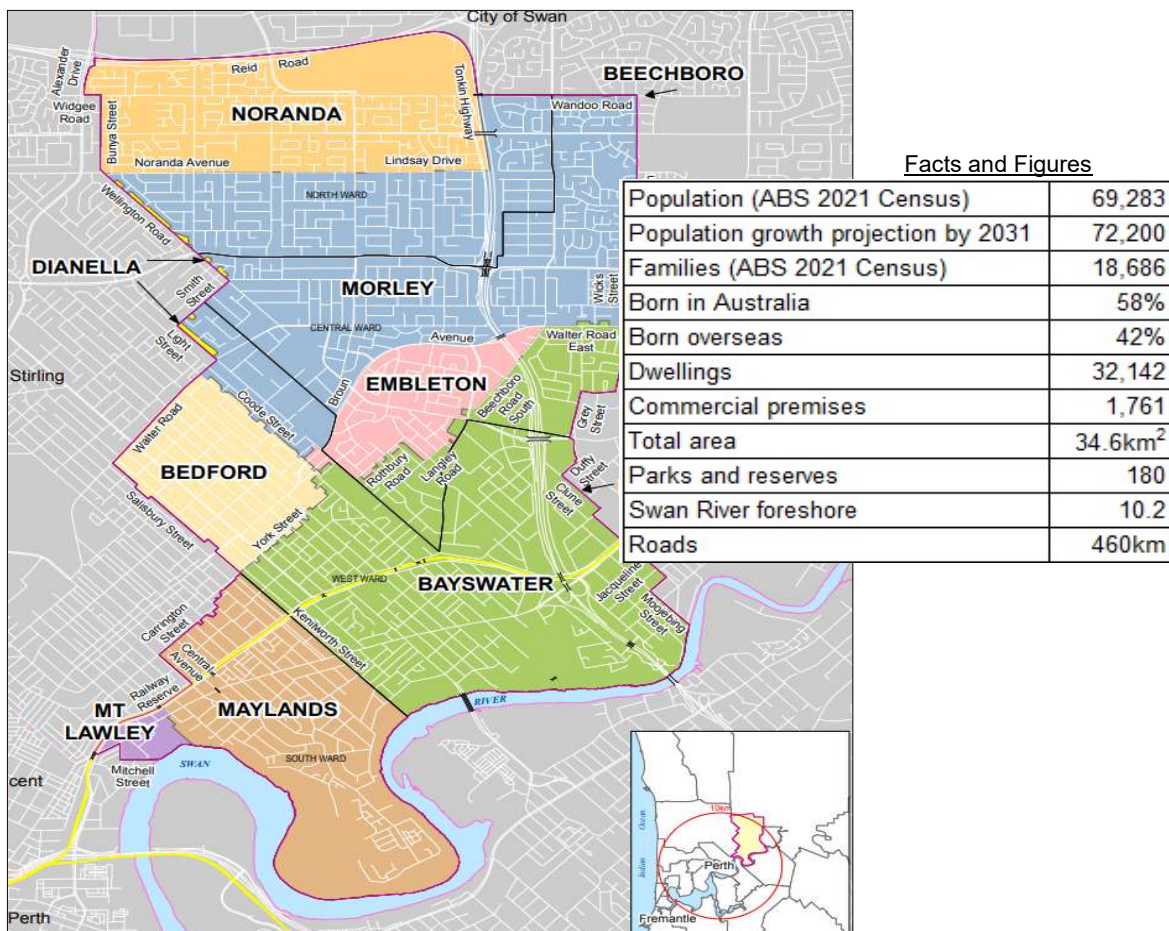 City of Swan
Alexander
Drive
Reid Road
Tonkin Highway
BEECHBORO
Widgee
Road
Wandoo Road
NORANDA
Bunya Street
Noranda Avenue
Lindsay Drive
NORTH WARD
Wellington Road
DIANELLA
Smith
Street
MORLEY
Wicks
Street
Light
Street
CENTRAL WARD
Avenue
Walter Road
East
Stirling
EMBLETON
Broun
Beechboro
Road
South
Grey
Street
Walter Road
Coode Street
BEDFORD
Rothbury
Road
Langley
Road
Duffy
Street
Clune
Street
Salisbury Street
York Street
WEST WARD
BAYSWATER
Jacqueline
Street
Moojebing
Street
Carrington
Street
Kenilworth Street
Central
Avenue
Railway
Reserve
RIVER
MT
LAWLEY
MAYLANDS
SOUTH WARD
Mitchell
Street
SWAN
cent
Perth
Facts and Figures
Population (ABS 2021 Census) 69,283
Population growth projection by 2031 72,200
Families (ABS 2021 Census) 18,686
Born in Australia 58%
Born overseas 42%
Dwellings 32,142
Commercial premises 1,761
Total area 34.6km²
Parks and reserves 180
Swan River foreshore 10.2
Roads 460km
10km
Indian Ocean
Perth
Fremantle